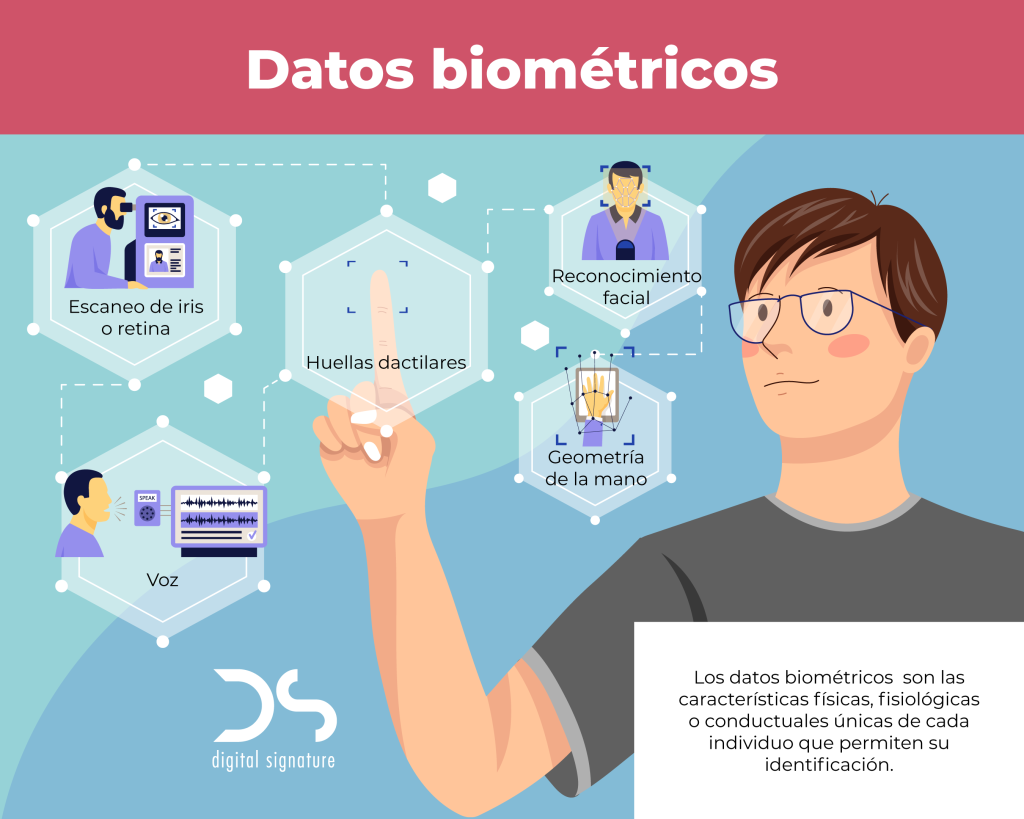 Datos biométricos
Escaneo de iris
o retina
Huellas dactilares
Reconocimiento
facial
Geometría
de la mano
SPEAK
Voz
DS
digital signature
Los datos biométricos son las
características físicas, fisiológicas
o conductuales únicas de cada
individuo que permiten su
identificación.